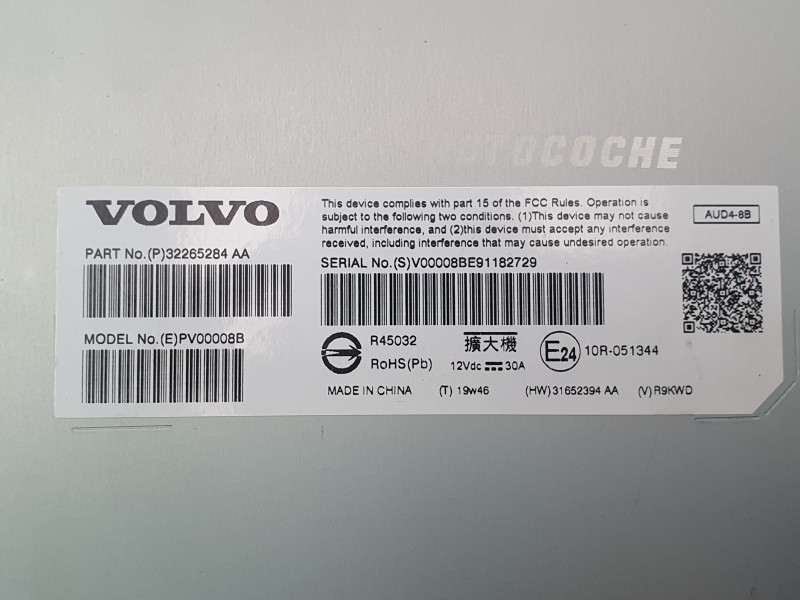 TOCOCHE
VOLVO
This device complies with part 15 of the FCC Rules. Operation is
subject to the following two conditions. (1)This device may not cause
harmful interference, and (2)this device must accept any interference
received, including interference that may cause undesired operation.
AUD4-8B
PART No.(P)32265284 AA
SERIAL No.(S)V00008BE91182729
MODEL No.(E)PV00008B
R45032
RoHS(Pb)
擴大機
12Vdc 30A
E24 10R-051344
MADE IN CHINA (T) 19w46 (HW)31652394 AA (V)R9KWD